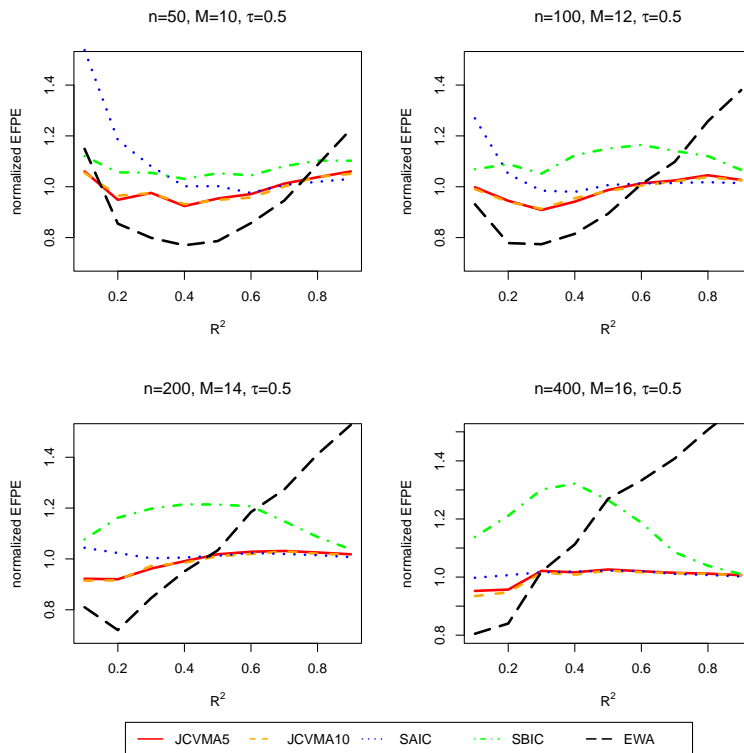 n=50, M=10, τ=0.5
n=100, M=12, τ=0.5
normalized EFPE
0.8 1.0 1.2 1.4
0.2 0.4 0.6 0.8
R²
normalized EFPE
0.8 1.0 1.2 1.4
0.2 0.4 0.6 0.8
R²
n=200, M=14, τ=0.5
n=400, M=16, τ=0.5
normalized EFPE
0.8 1.0 1.2 1.4
0.2 0.4 0.6 0.8
R²
normalized EFPE
0.8 1.0 1.2 1.4
0.2 0.4 0.6 0.8
R²
JCVMA5 JCVMA10 SAIC SBIC EWA